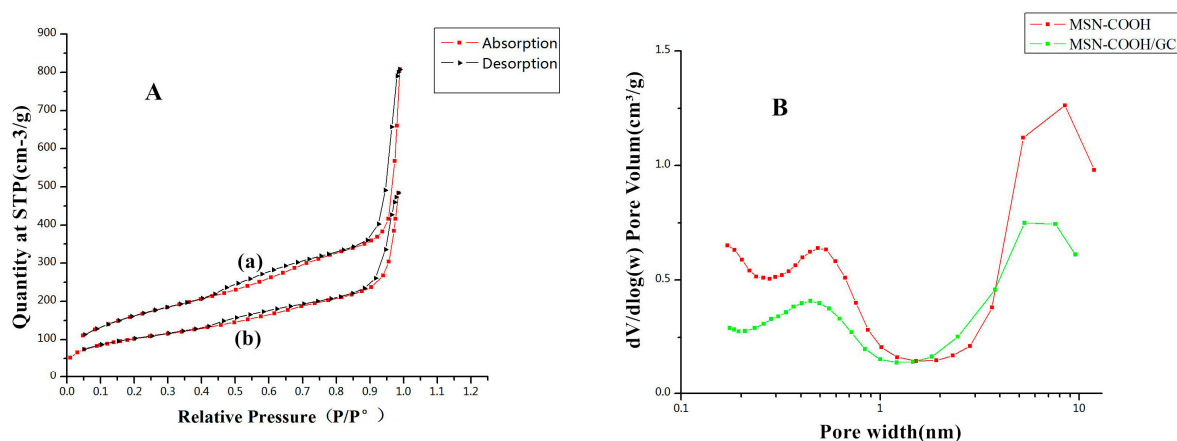 900
800
700
600
500
400
300
200
100
0
0.0 0.1 0.2 0.3 0.4 0.5 0.6 0.7 0.8 0.9 1.0 1.1 1.2
Quantity at STP(cm-3/g)
Relative Pressure（P/P°）
A
(a)
(b)
Absorption
Desorption
MSN-COOH
MSN-COOH/GC
1.5
1.0
0.5
0.0
0.1 1 10
dV/dlog(w) Pore Volum(cm³/g)
Pore width(nm)
B